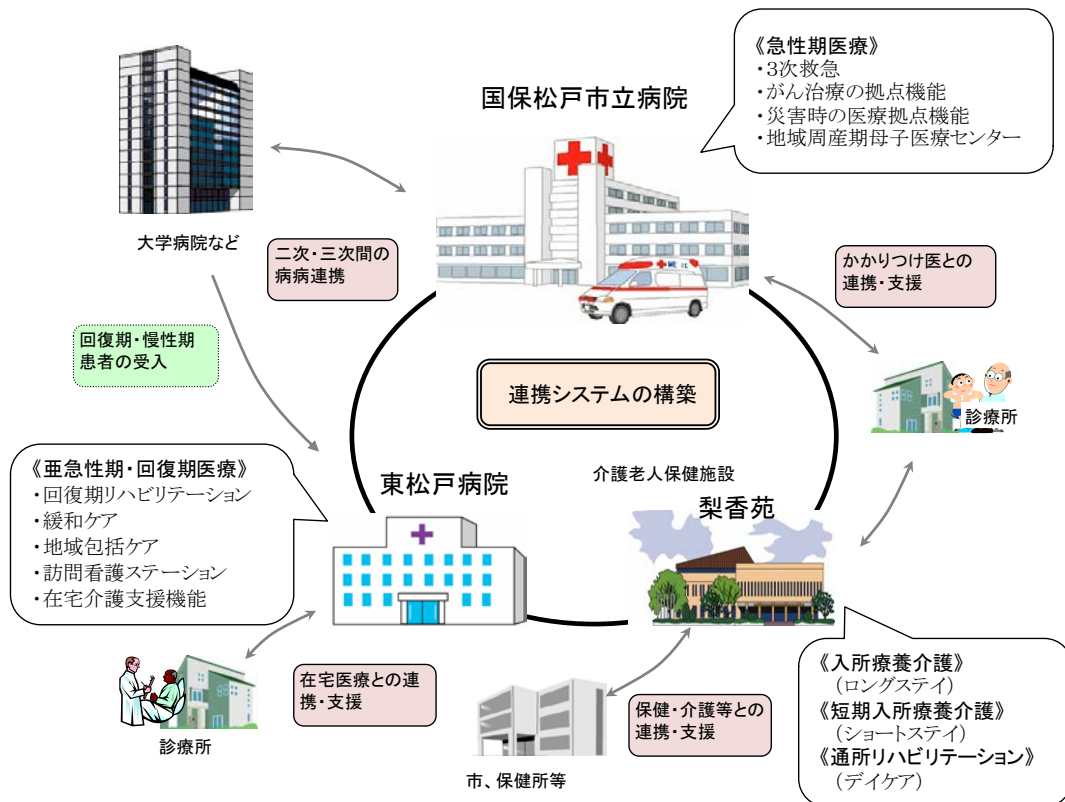 《急性期医療》
・3次救急
・がん治療の拠点機能
・災害時の医療拠点機能
・地域周産期母子医療センター
国保松戸市立病院
大学病院など
二次・三次間の
病病連携
かかりつけ医との
連携・支援
回復期・慢性期
患者の受入
連携システムの構築
診療所
《亜急性期・回復期医療》
・回復期リハビリテーション
・緩和ケア
・地域包括ケア
・訪問看護ステーション
・在宅介護支援機能
東松戸病院
介護老人保健施設
梨香苑
在宅医療との連
携・支援
診療所
保健・介護等との
連携・支援
市、保健所等
《入所療養介護》
(ロングステイ)
《短期入所療養介護》
(ショートステイ)
《通所リハビリテーション》
(デイケア)